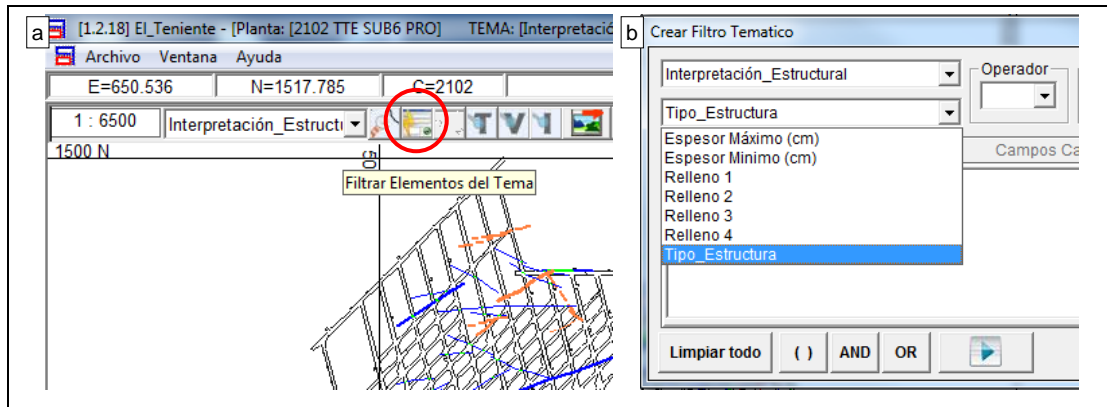 a
[1.2.18] El_Teniente - [Planta: [2102 TTE SUB6 PRO] TEMA: [Interpretació
Archivo Ventana Ayuda
E=650.536 N=1517.785 C=2102
1 : 6500 Interpretación_Estructu
1500 N
50
Filtrar Elementos del Tema
b
Crear Filtro Tematico
Interpretación_Estructural
Operador
Tipo_Estructura
Espesor Máximo (cm)
Espesor Minimo (cm)
Relleno 1
Relleno 2
Relleno 3
Relleno 4
Tipo_Estructura
Campos Ca
Limpiar todo ( ) AND OR